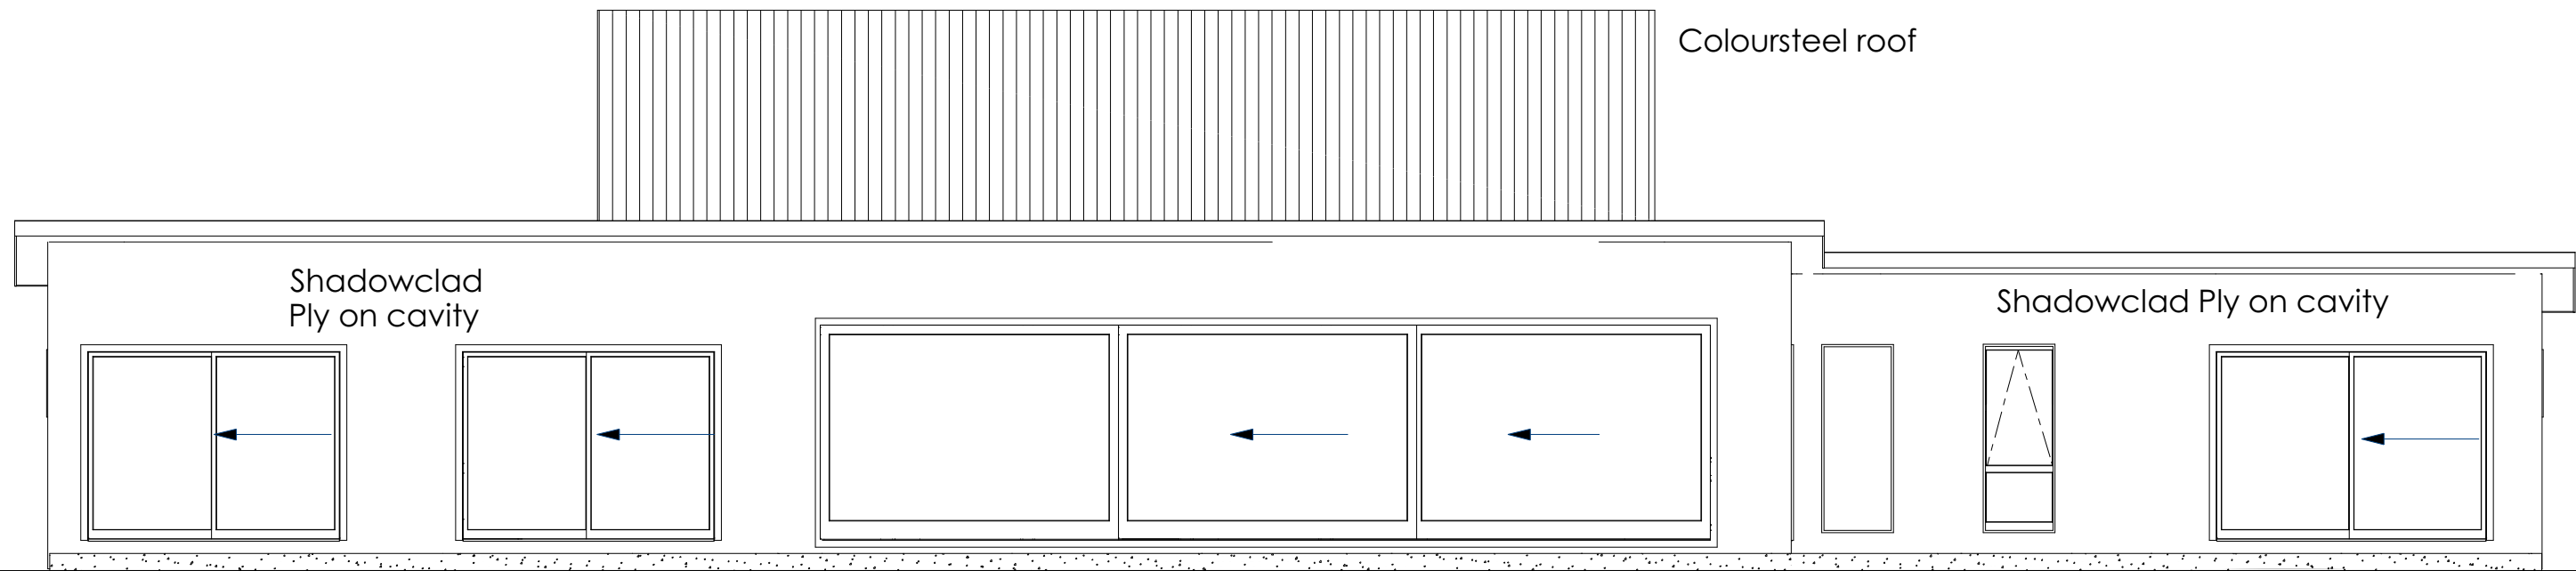 Coloursteel roof
Shadowclad
Ply on cavity
Shadowclad Ply on cavity